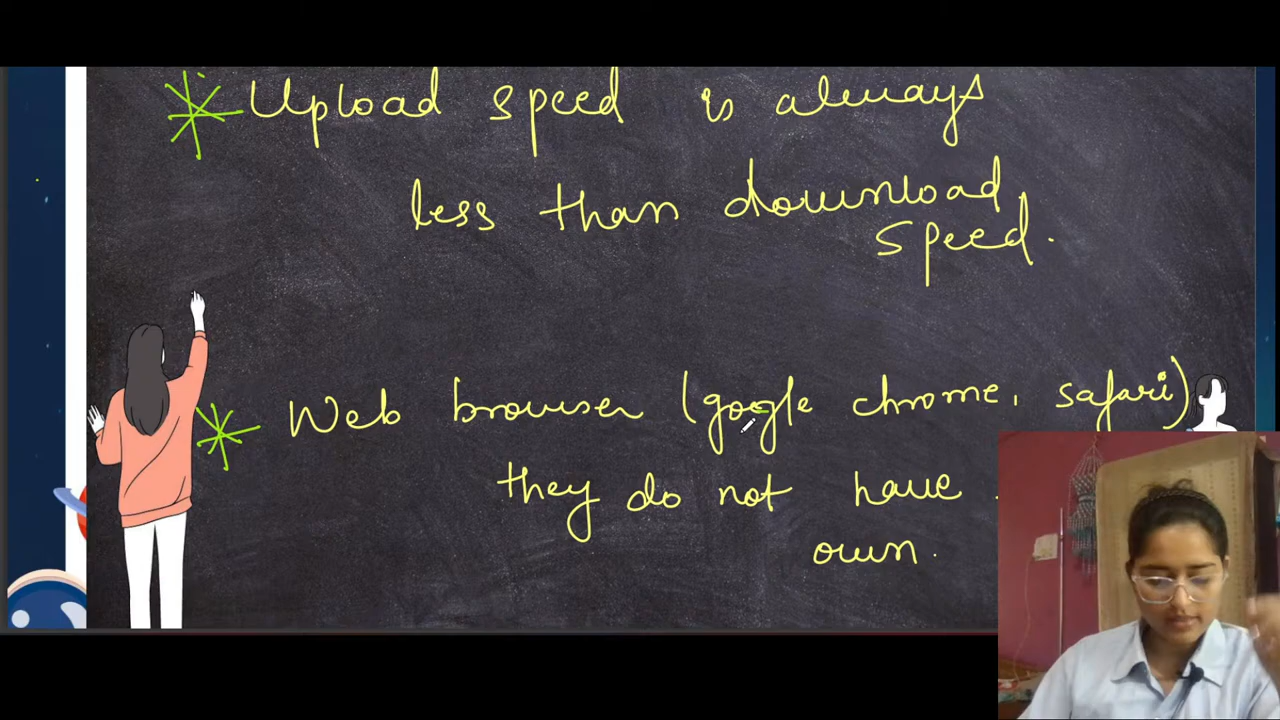 Upload speed is always
less than download
speed.
Web browser (google chrome, safari)
they do not have
own.